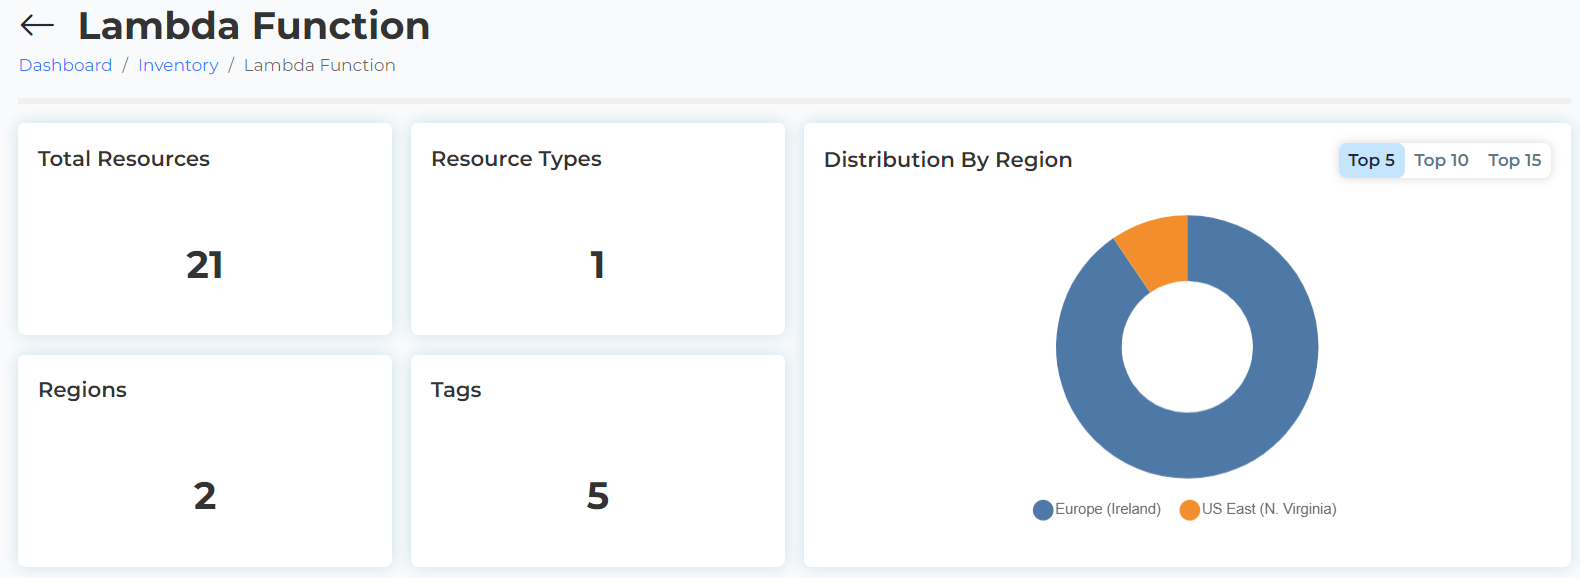 Lambda Function
Dashboard / Inventory / Lambda Function
Total Resources
21
Resource Types
1
Regions
2
Tags
5
Distribution By Region
Top 5 Top 10 Top 15
Europe (Ireland) US East (N. Virginia)